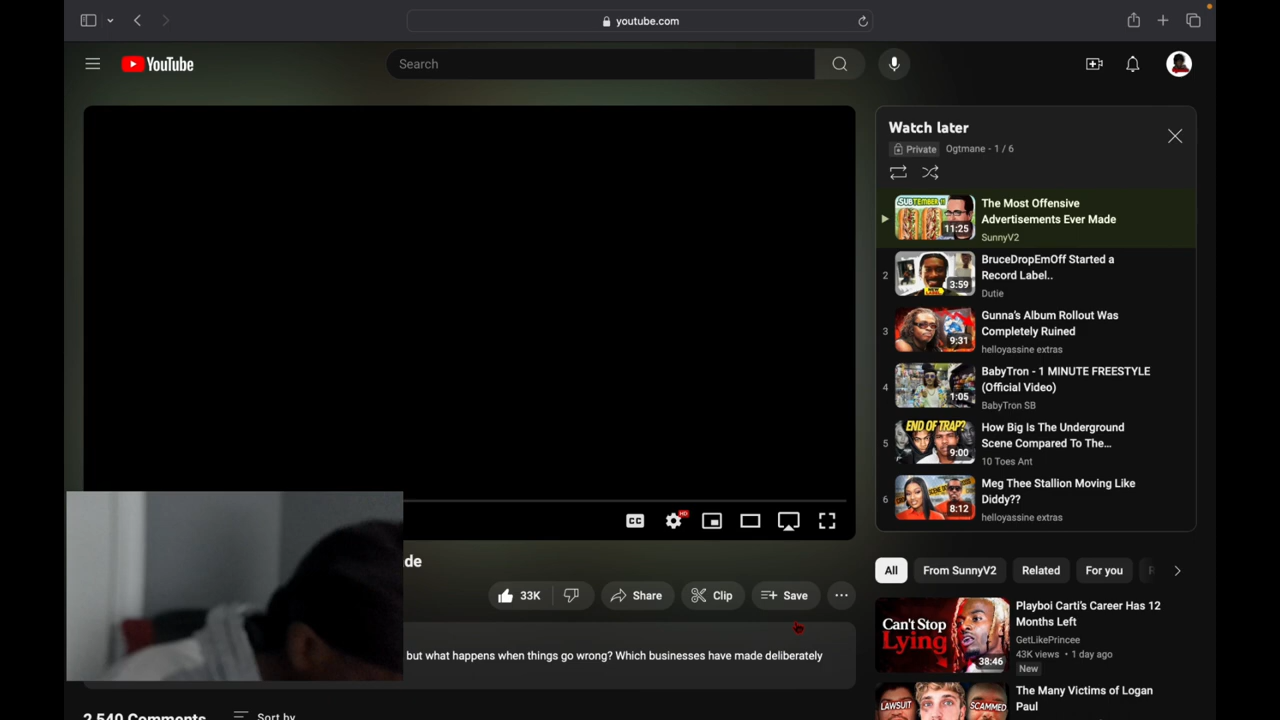 youtube.com
YouTube
Search
Watch later
Private Ogtmane - 1 / 6
SUBTEMBER
11:25
The Most Offensive
Advertisements Ever Made
SunnyV2
2
3:59
BruceDropEmOff Started a
Record Label..
Dutie
3
9:31
Gunna's Album Rollout Was
Completely Ruined
helloyassine extras
4
1:05
BabyTron - 1 MINUTE FREESTYLE
(Official Video)
BabyTron SB
5
END OF TRAP?
9:00
How Big Is The Underground
Scene Compared To The...
10 Toes Ant
6
8:12
Meg Thee Stallion Moving Like
Diddy??
helloyassine extras
CC
HD
de
33K
Share
Clip
Save
but what happens when things go wrong? Which businesses have made deliberately
2,540 Comments
Sort by
All
From SunnyV2
Related
For you
Can't Stop
Lying
38:46
Playboi Carti's Career Has 12
Months Left
GetLikePrincee
43K views • 1 day ago
New
LAWSUIT
SCAMMED
The Many Victims of Logan
Paul